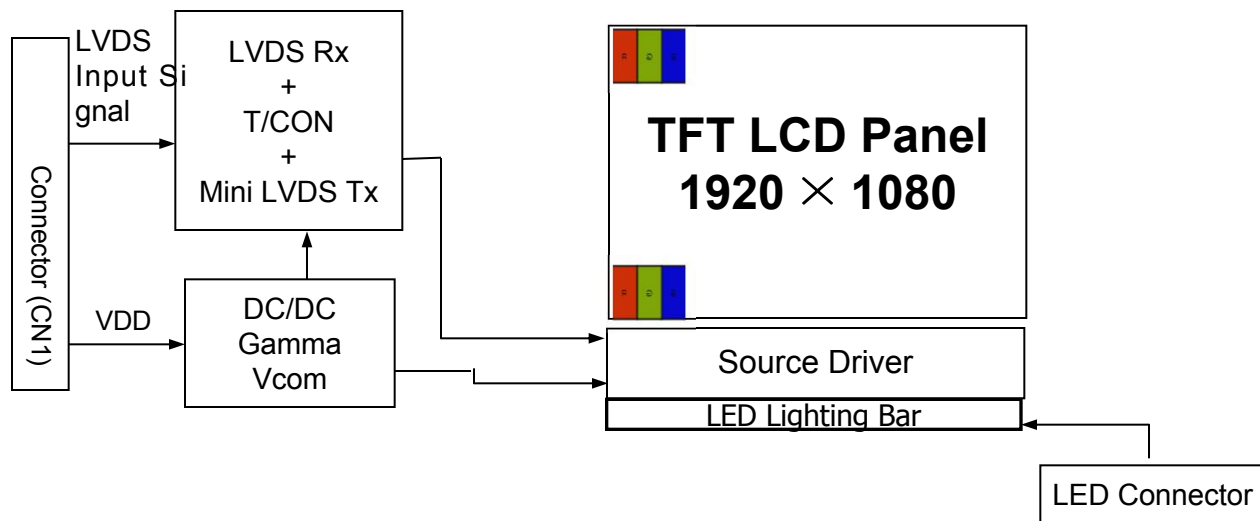 LVDS
Input Si
gnal
LVDS Rx
+
T/CON
+
Mini LVDS Tx
Connector (CN1)
VDD
DC/DC
Gamma
Vcom
TFT LCD Panel
1920 × 1080
Source Driver
LED Lighting Bar
LED Connector